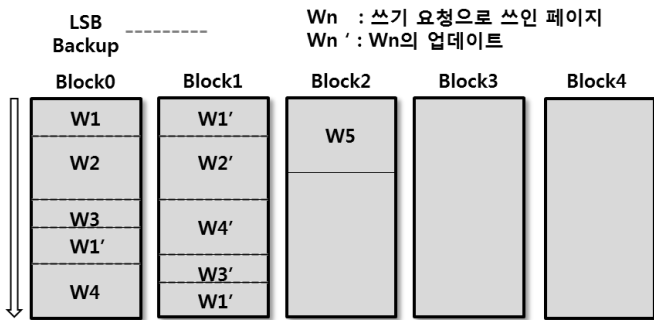 LSB
Backup
Wn : 쓰기 요청으로 쓰인 페이지
Wn ' : Wn의 업데이트
Block0 Block1 Block2 Block3 Block4
W1 W1'
W5
W2 W2'
W3
W4'
W1'
W3'
W4
W1'